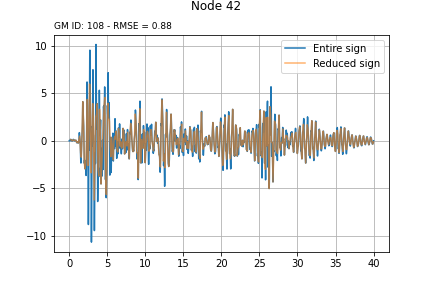 Node 42
GM ID: 108 - RMSE = 0.88
Entire sign
Reduced sign
10
5
0
−5
−10
0 5 10 15 20 25 30 35 40